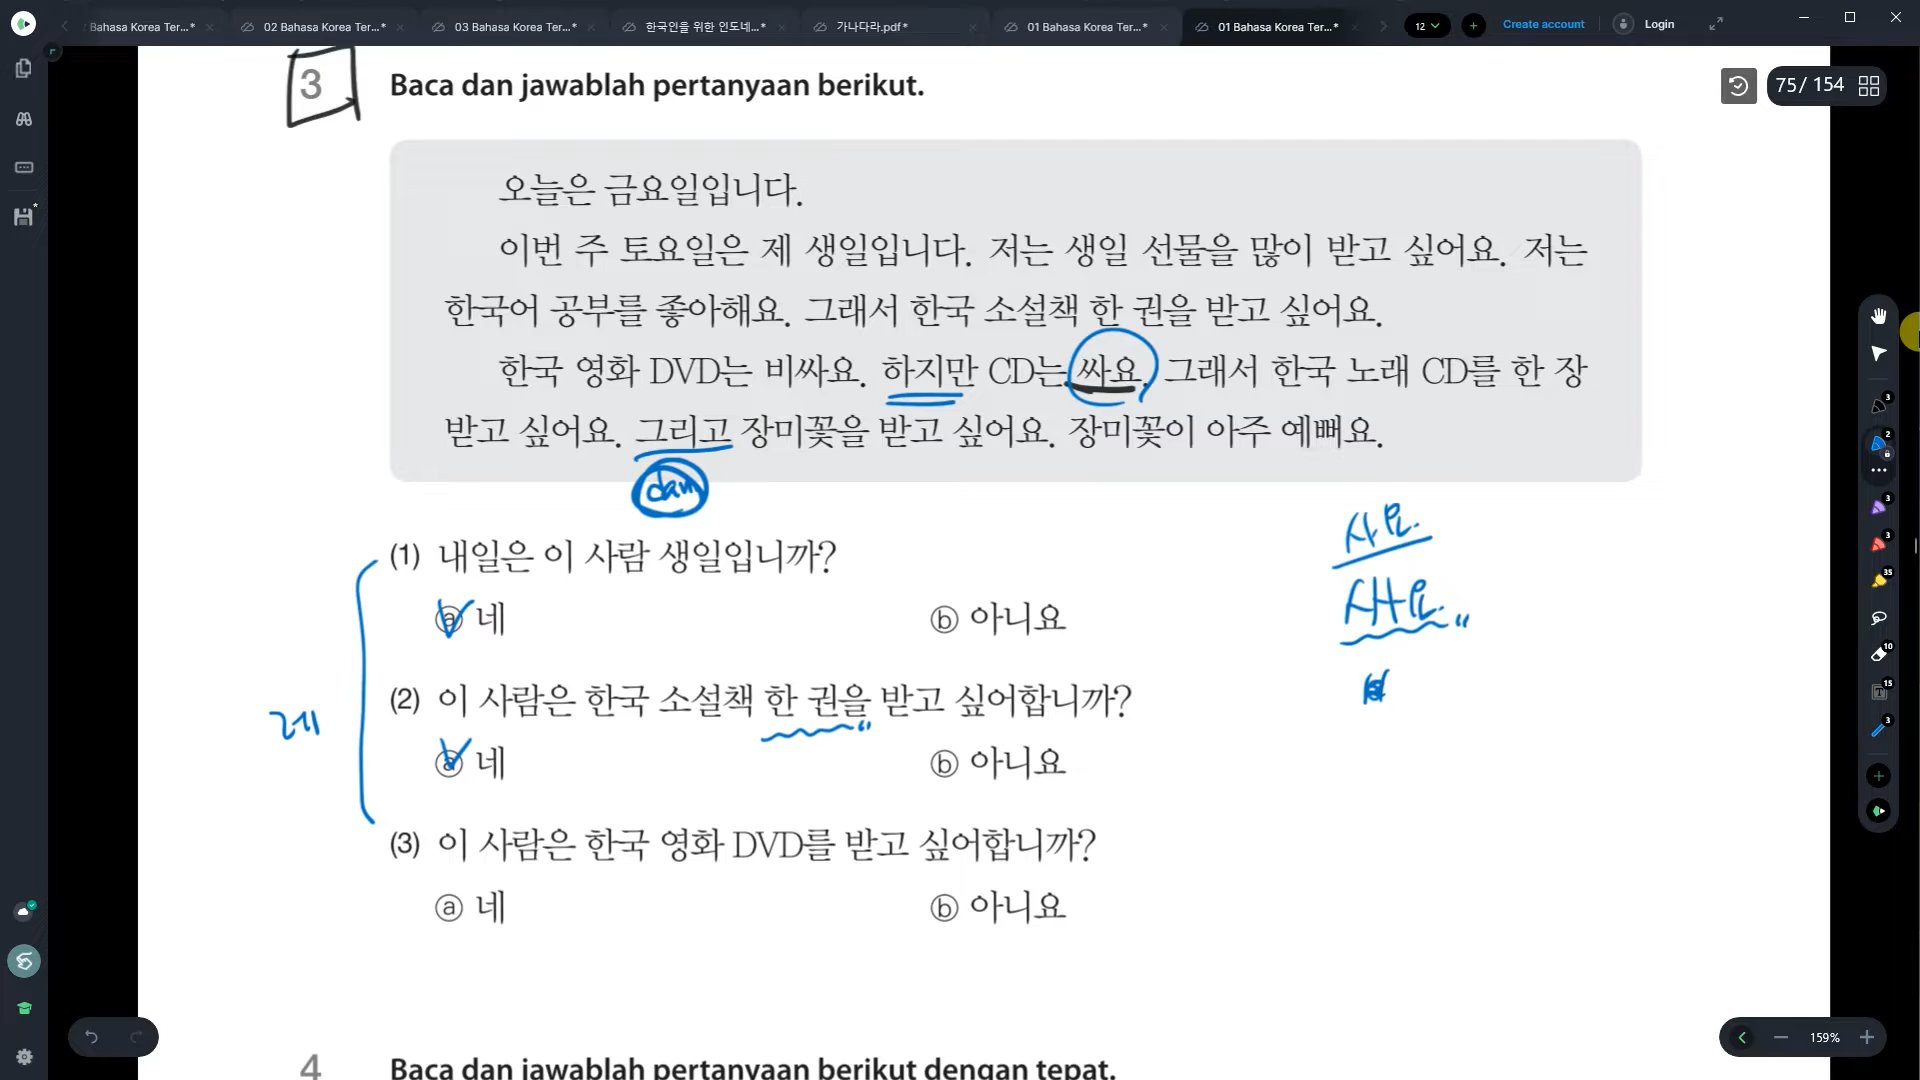 Bahasa Korea Ter...*
02 Bahasa Korea Ter...*
03 Bahasa Korea Ter...*
한국인을 위한 인도네...*
가나다라.pdf*
01 Bahasa Korea Ter...*
01 Bahasa Korea Ter...*
12
Create account
Login
75/ 154
3 Baca dan jawablah pertanyaan berikut.
오늘은 금요일입니다.
이번 주 토요일은 제 생일입니다. 저는 생일 선물을 많이 받고 싶어요. 저는
한국어 공부를 좋아해요. 그래서 한국 소설책 한 권을 받고 싶어요.
한국 영화 DVD는 비싸요. 하지만 CD는 싸요. 그래서 한국 노래 CD를 한 장
받고 싶어요. 그리고 장미꽃을 받고 싶어요. 장미꽃이 아주 예뻐요.
dan
사요.
(1) 내일은 이 사람 생일입니까?
ⓐ 네 ⓑ 아니요
(2) 이 사람은 한국 소설책 한 권을 받고 싶어합니까?
ⓐ 네 ⓑ 아니요
(3) 이 사람은 한국 영화 DVD를 받고 싶어합니까?
ⓐ 네 ⓑ 아니요
4 Baca dan jawablah pertanyaan berikut dengan tepat.
3
2
3
3
35
10
15
3
159%